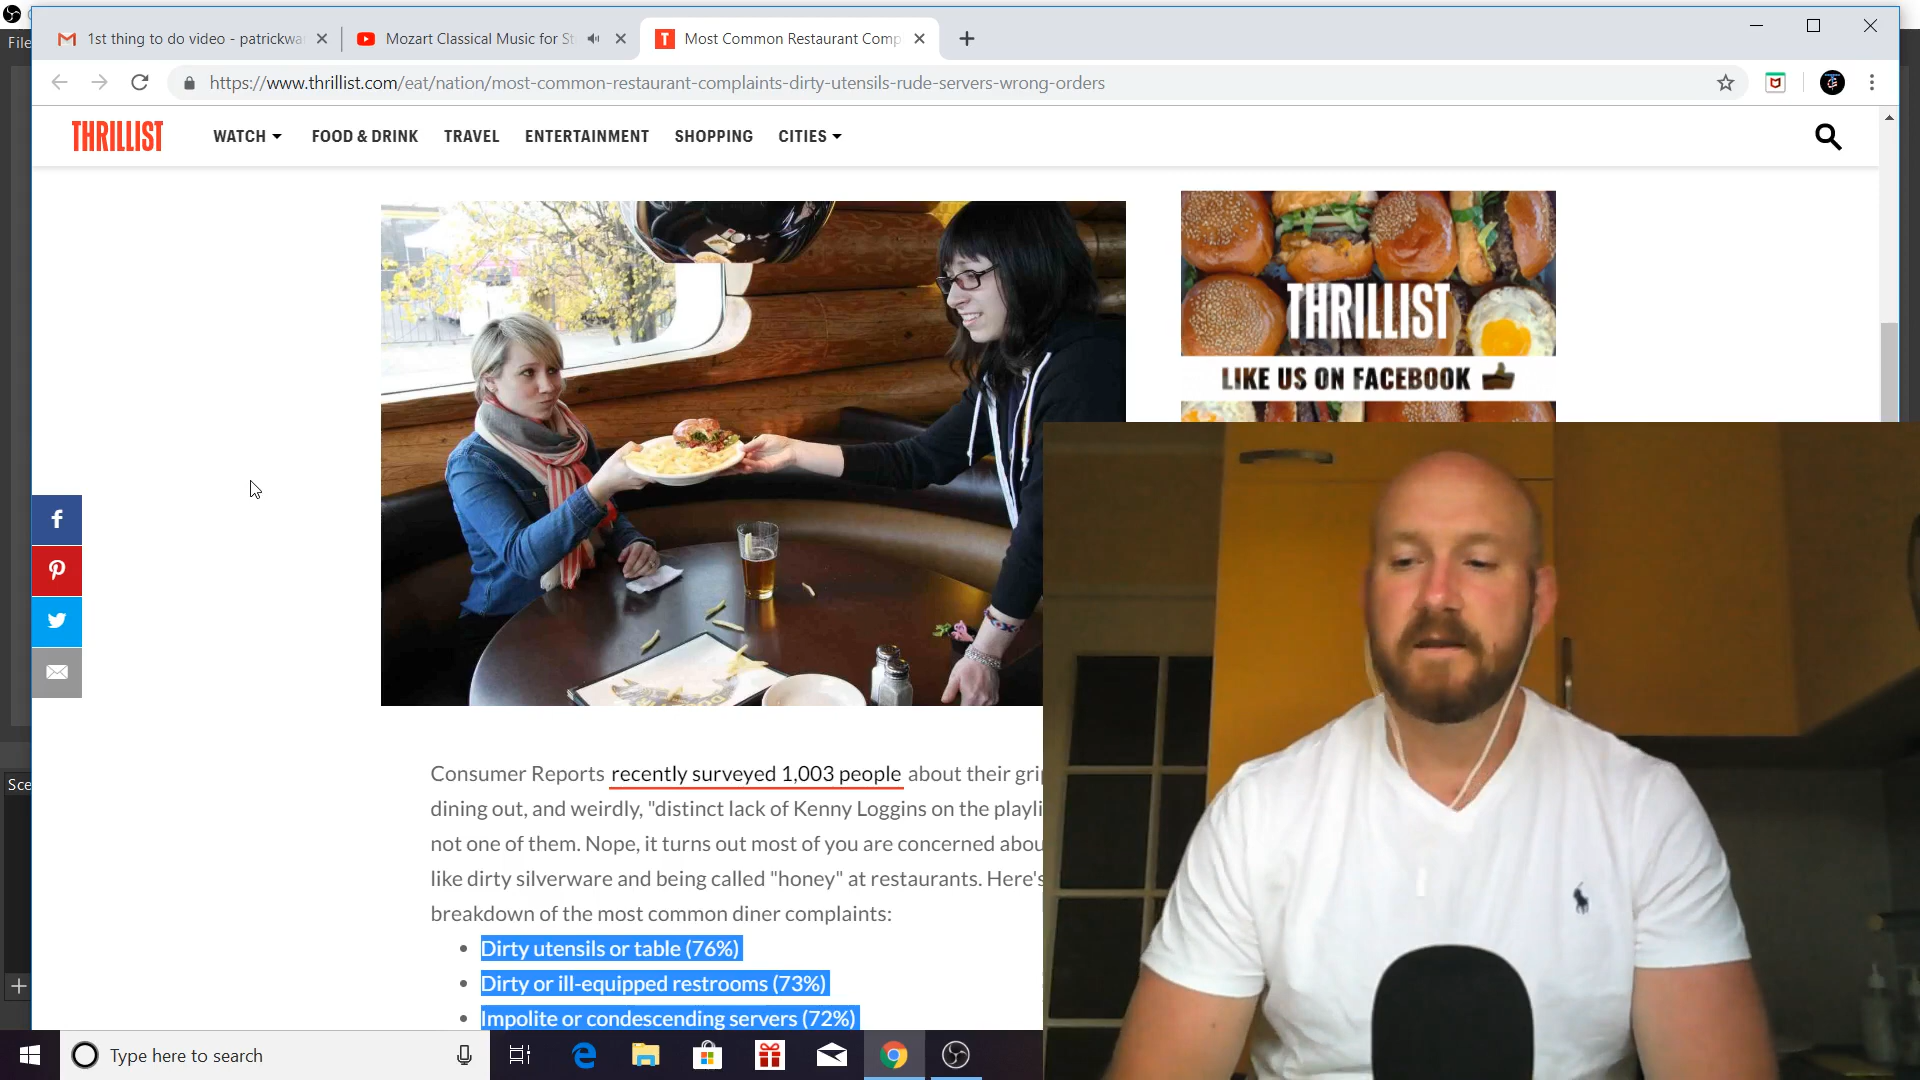 File
1st thing to do video - patrickwa
Mozart Classical Music for St
Most Common Restaurant Comp
https://www.thrillist.com/eat/nation/most-common-restaurant-complaints-dirty-utensils-rude-servers-wrong-orders
THRILLIST
WATCH
FOOD & DRINK
TRAVEL
ENTERTAINMENT
SHOPPING
CITIES
THRILLIST
LIKE US ON FACEBOOK
Consumer Reports recently surveyed 1,003 people about their grip
dining out, and weirdly, "distinct lack of Kenny Loggins on the playli
not one of them. Nope, it turns out most of you are concerned abou
like dirty silverware and being called "honey" at restaurants. Here's
breakdown of the most common diner complaints:
• Dirty utensils or table (76%)
• Dirty or ill-equipped restrooms (73%)
• Impolite or condescending servers (72%)
Sce
Type here to search